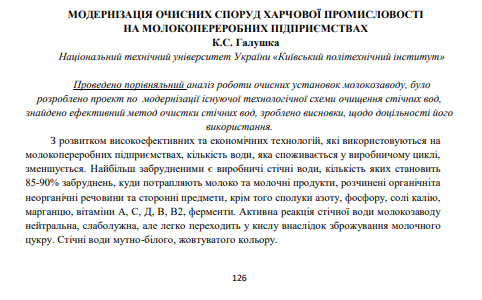 МОДЕРНІЗАЦІЯ ОЧИСНИХ СПОРУД ХАРЧОВОЇ ПРОМИСЛОВОСТІ
НА МОЛОКОПЕРЕРОБНИХ ПІДПРИЄМСТВАХ
К.С. Галушка
Національний технічний університет України «Київський політехнічний інститут»
Проведено порівняльний аналіз роботи очисних установок молокозаводу, було
розроблено проект по модернізації існуючої технологічної схеми очищення стічних вод,
знайдено ефективний метод очистки стічних вод, зроблено висновки, щодо доцільності його
використання.
З розвитком високоефективних та економічних технологій, які використовуються на
молокопереробних підприємствах, кількість води, яка споживається у виробничому циклі,
зменшується. Найбільш забрудненими є виробничі стічні води, кількість яких становить
85-90% забруднень, куди потрапляють молоко та молочні продукти, розчинені органічніта
неорганічні речовини та сторонні предмети, крім того сполуки азоту, фосфору, солі калію,
марганцю, вітаміни А, С, Д, В, В2, ферменти. Активна реакція стічної води молокозаводу
нейтральна, слаболужна, але легко переходить у кислу внаслідок зброжування молочного
цукру. Стічні води мутно-білого, жовтуватого кольору.
126